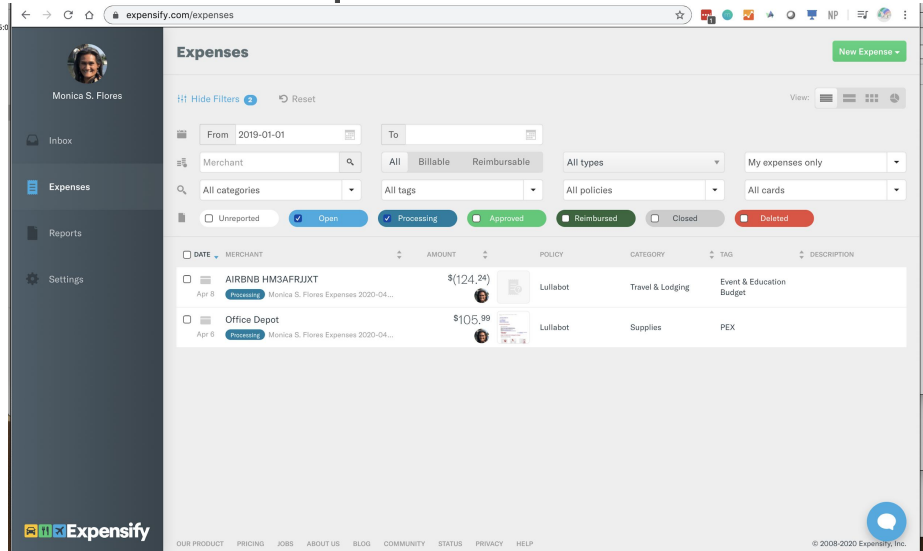 expensify.com/expenses
NP
1
5:0
Monica S. Flores
Inbox
Expenses
Reports
Settings
Expensify
Expenses
New Expense
Hide Filters 2
Reset
View:
From 2019-01-01
To
Merchant
All Billable Reimbursable
All types
My expenses only
All categories
All tags
All policies
All cards
Unreported
Open
Processing
Approved
Reimbursed
Closed
Deleted
DATE MERCHANT AMOUNT POLICY CATEGORY TAG DESCRIPTION
AIRBNB HM3AFRJJXT $(124.24) Lullabot Travel & Lodging Event & Education
Budget
Apr 8 Processing Monica S. Flores Expenses 2020-04...
Office Depot $105.99 Lullabot Supplies PEX
Apr 6 Processing Monica S. Flores Expenses 2020-04...
OUR PRODUCT PRICING JOBS ABOUT US BLOG COMMUNITY STATUS PRIVACY HELP
© 2008-2020 Expensify, Inc.